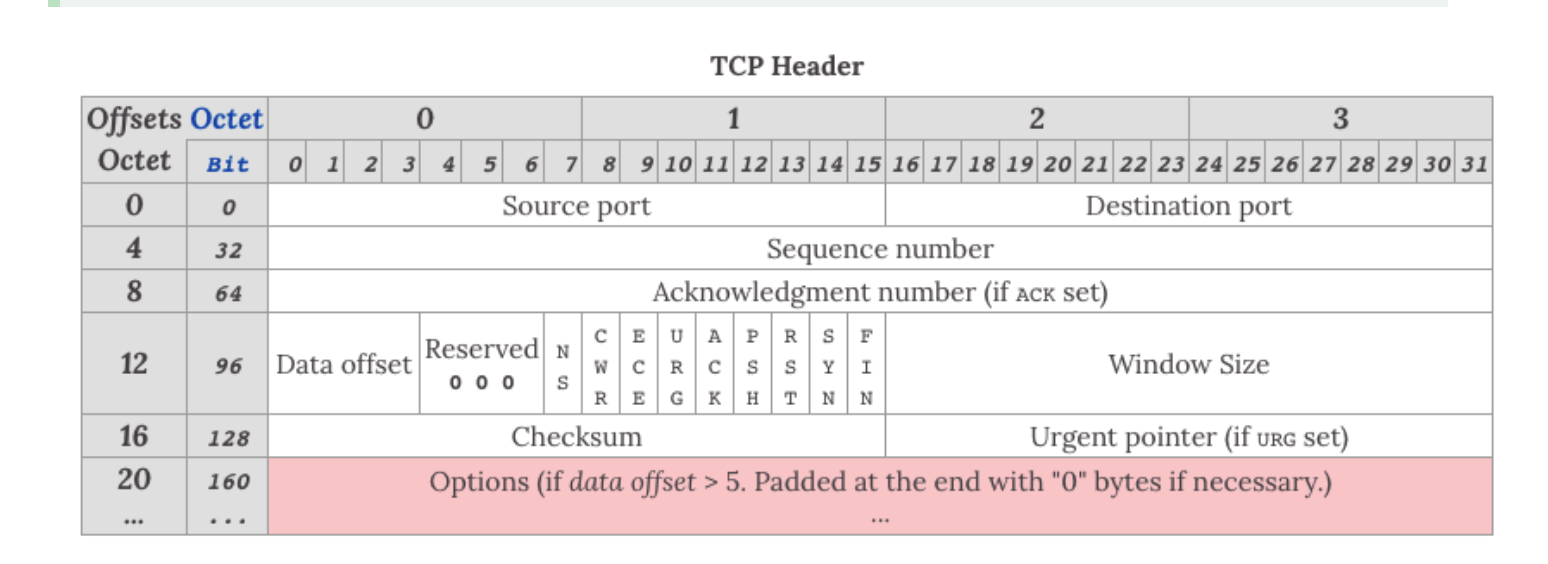 TCP Header
Offsets Octet 0 1 2 3
Octet Bit 0 1 2 3 4 5 6 7 8 9 10 11 12 13 14 15 16 17 18 19 20 21 22 23 24 25 26 27 28 29 30 31
0 0 Source port Destination port
4 32 Sequence number
8 64 Acknowledgment number (if ACK set)
12 96 Data offset Reserved 0 0 0 NS CWR ECE URG ACK PSH RST SYN FIN Window Size
16 128 Checksum Urgent pointer (if URG set)
20 160 Options (if data offset > 5. Padded at the end with "0" bytes if necessary.)
... ... ...